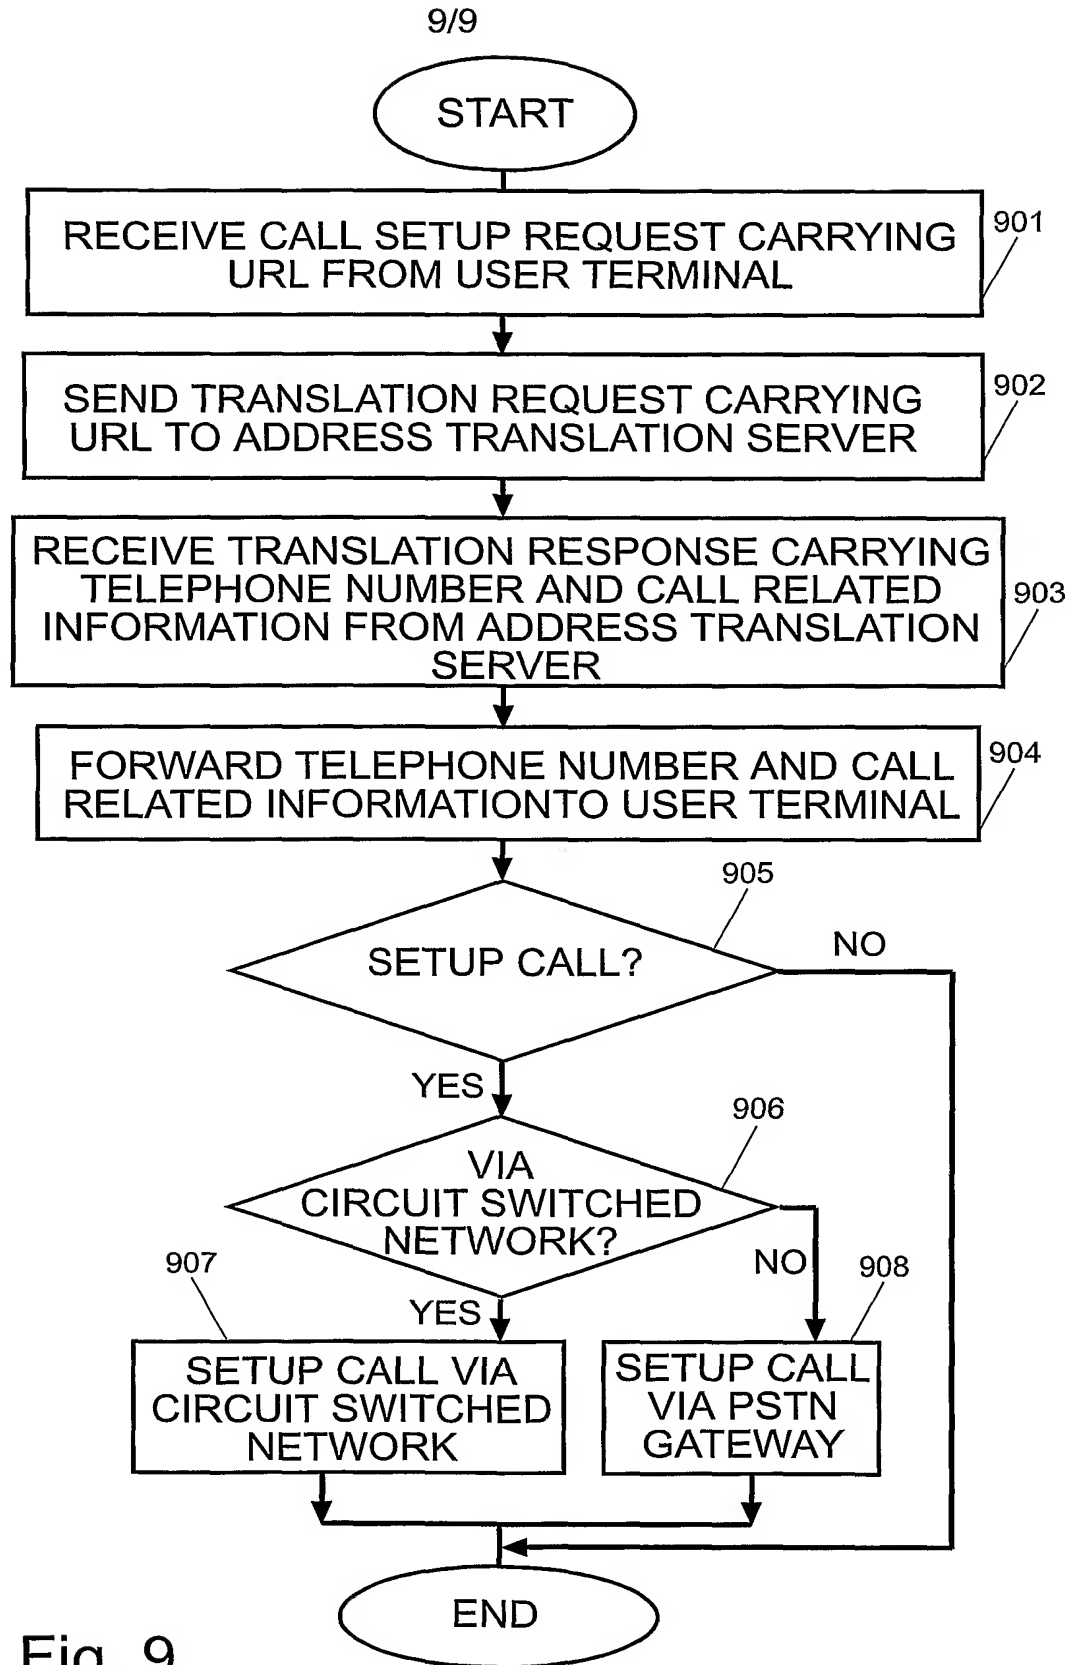 9/9
START
RECEIVE CALL SETUP REQUEST CARRYING
URL FROM USER TERMINAL
901
SEND TRANSLATION REQUEST CARRYING
URL TO ADDRESS TRANSLATION SERVER
902
RECEIVE TRANSLATION RESPONSE CARRYING
TELEPHONE NUMBER AND CALL RELATED
INFORMATION FROM ADDRESS TRANSLATION
SERVER
903
FORWARD TELEPHONE NUMBER AND CALL
RELATED INFORMATIONTO USER TERMINAL
904
905
SETUP CALL?
NO
YES
906
VIA
CIRCUIT SWITCHED
NETWORK?
NO
YES
907
SETUP CALL VIA
CIRCUIT SWITCHED
NETWORK
908
SETUP CALL
VIA PSTN
GATEWAY
END
Fig. 9